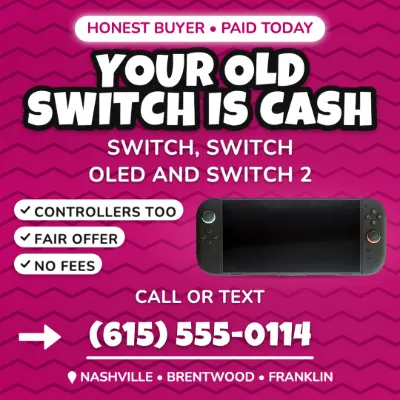 HONEST BUYER • PAID TODAY
YOUR OLD
SWITCH IS CASH
SWITCH, SWITCH
OLED AND SWITCH 2
✓ CONTROLLERS TOO
✓ FAIR OFFER
✓ NO FEES
CALL OR TEXT
(615) 555-0114
NASHVILLE • BRENTWOOD • FRANKLIN